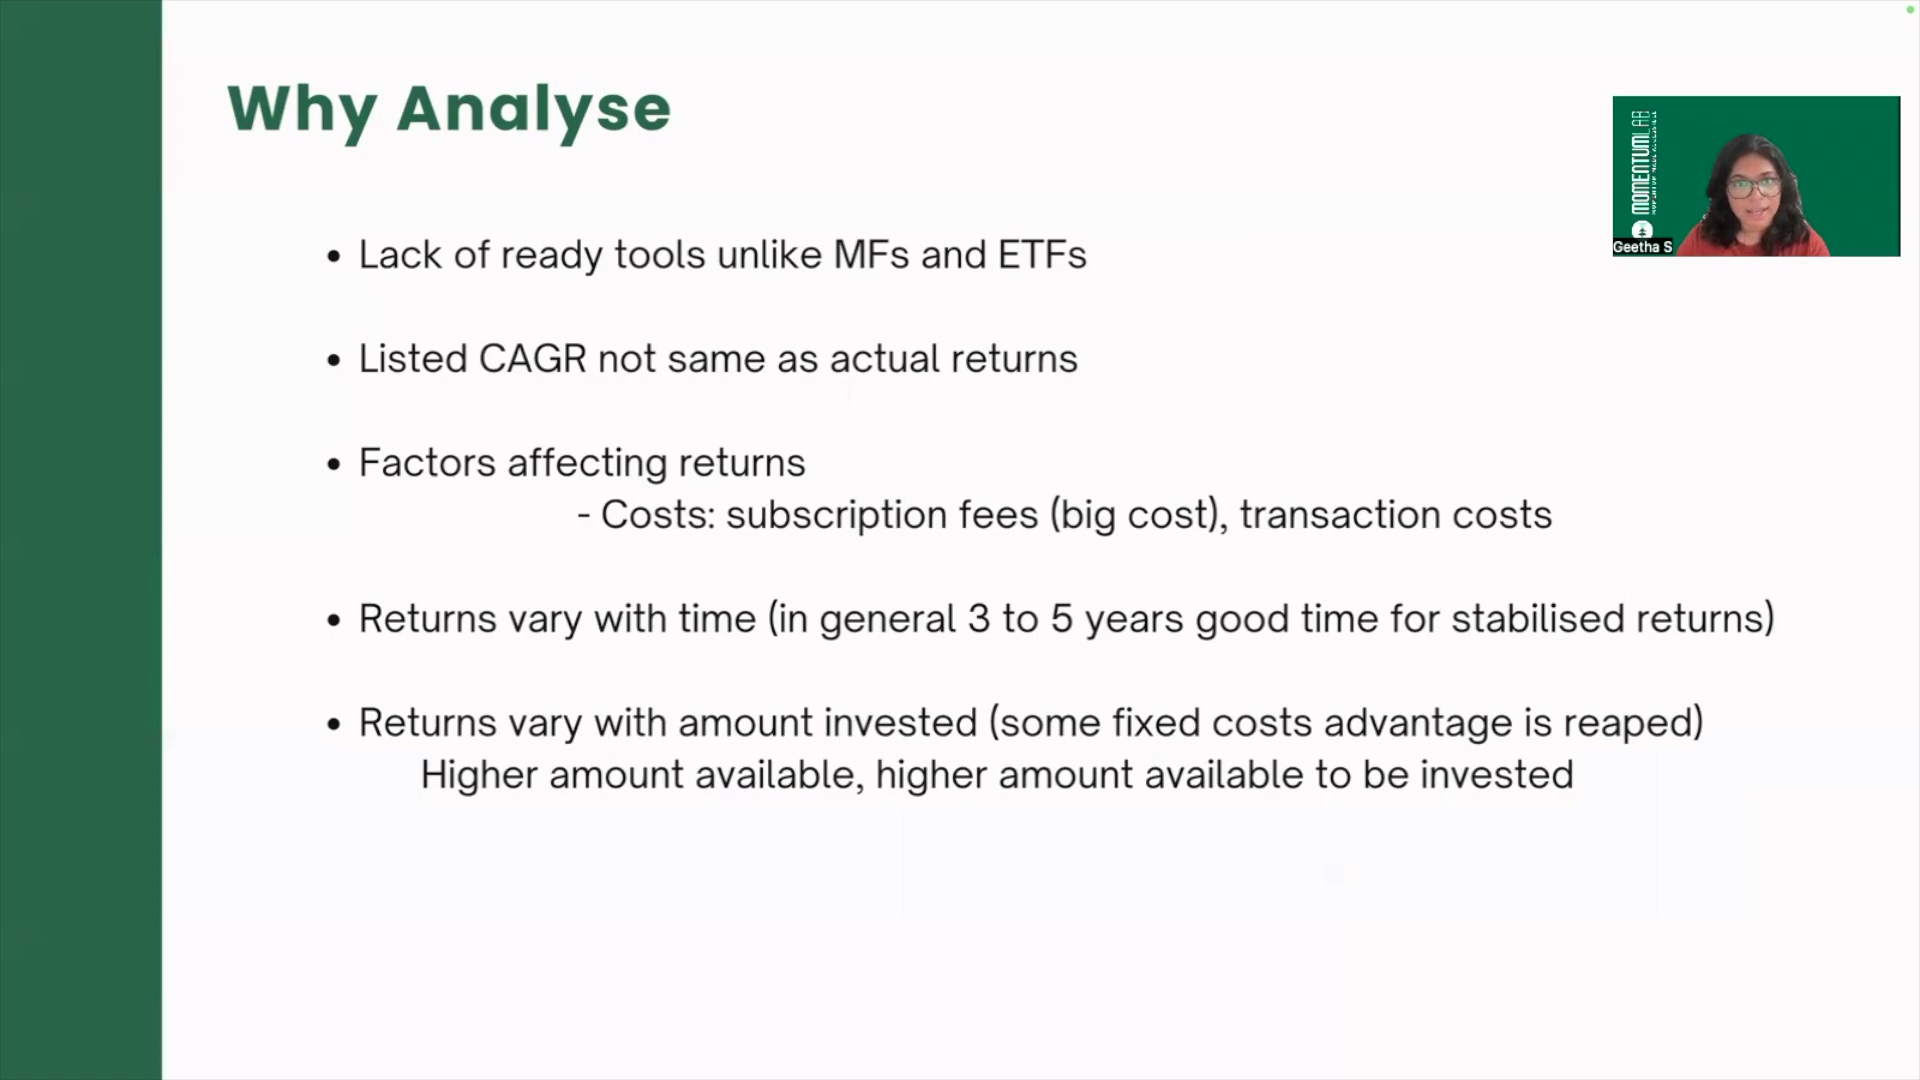 Why Analyse
MOMENTUMLAB
Geetha S
• Lack of ready tools unlike MFs and ETFs
• Listed CAGR not same as actual returns
• Factors affecting returns
- Costs: subscription fees (big cost), transaction costs
• Returns vary with time (in general 3 to 5 years good time for stabilised returns)
• Returns vary with amount invested (some fixed costs advantage is reaped)
Higher amount available, higher amount available to be invested